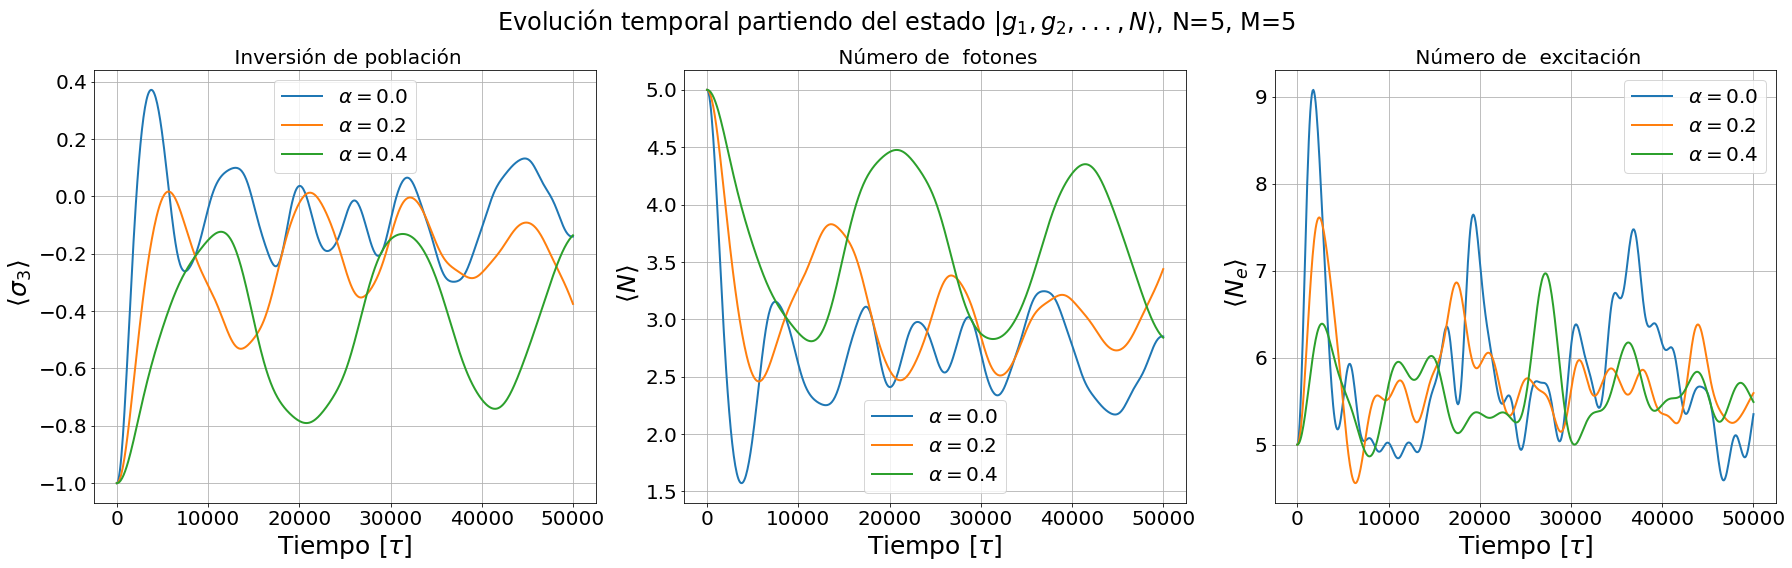 Evolución temporal partiendo del estado |g₁, g₂, . . . , N⟩, N=5, M=5
Inversión de población
⟨σ₃⟩
0.4
0.2
0.0
−0.2
−0.4
−0.6
−0.8
−1.0
α = 0.0
α = 0.2
α = 0.4
0 10000 20000 30000 40000 50000
Tiempo [τ]
Número de  fotones
⟨N⟩
5.0
4.5
4.0
3.5
3.0
2.5
2.0
1.5
α = 0.0
α = 0.2
α = 0.4
0 10000 20000 30000 40000 50000
Tiempo [τ]
Número de  excitación
⟨Nₑ⟩
9
8
7
6
5
α = 0.0
α = 0.2
α = 0.4
0 10000 20000 30000 40000 50000
Tiempo [τ]